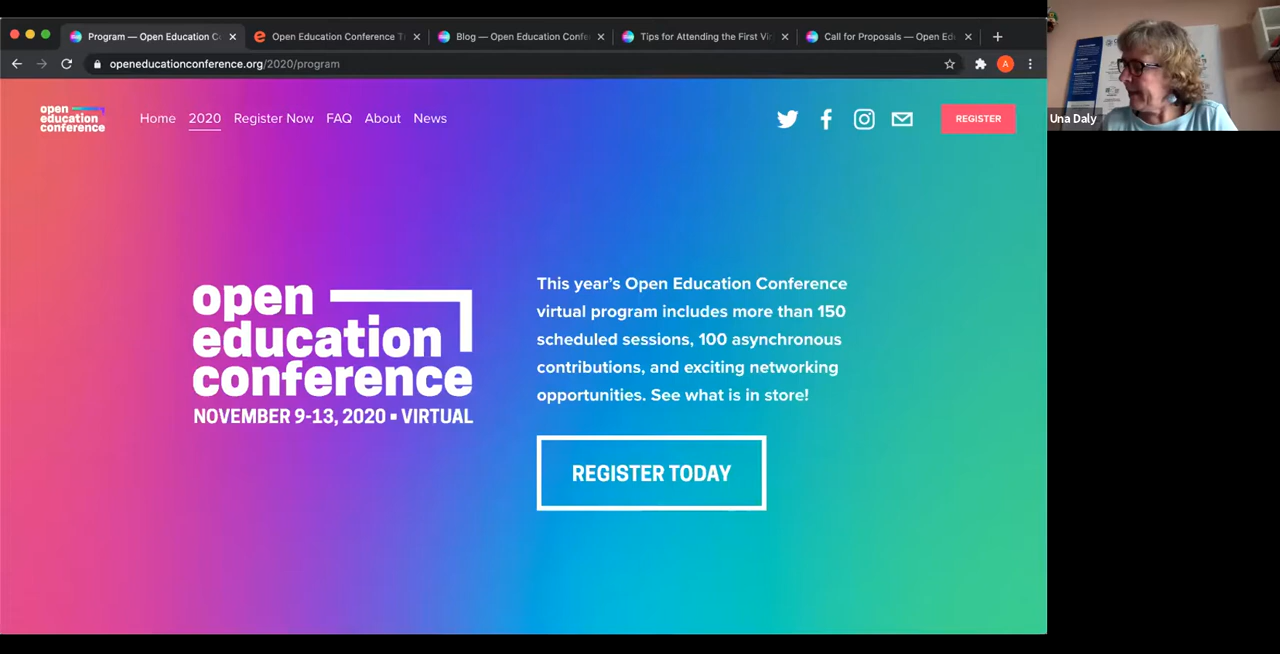 Program — Open Education C
Open Education Conference T
Blog — Open Education Confe
Tips for Attending the First Vi
Call for Proposals — Open Ed
openeducationconference.org/2020/program
A
open
education
conference
Home
2020
Register Now
FAQ
About
News
REGISTER
Una Daly
open
education
conference
NOVEMBER 9-13, 2020 ▪ VIRTUAL
This year's Open Education Conference
virtual program includes more than 150
scheduled sessions, 100 asynchronous
contributions, and exciting networking
opportunities. See what is in store!
REGISTER TODAY